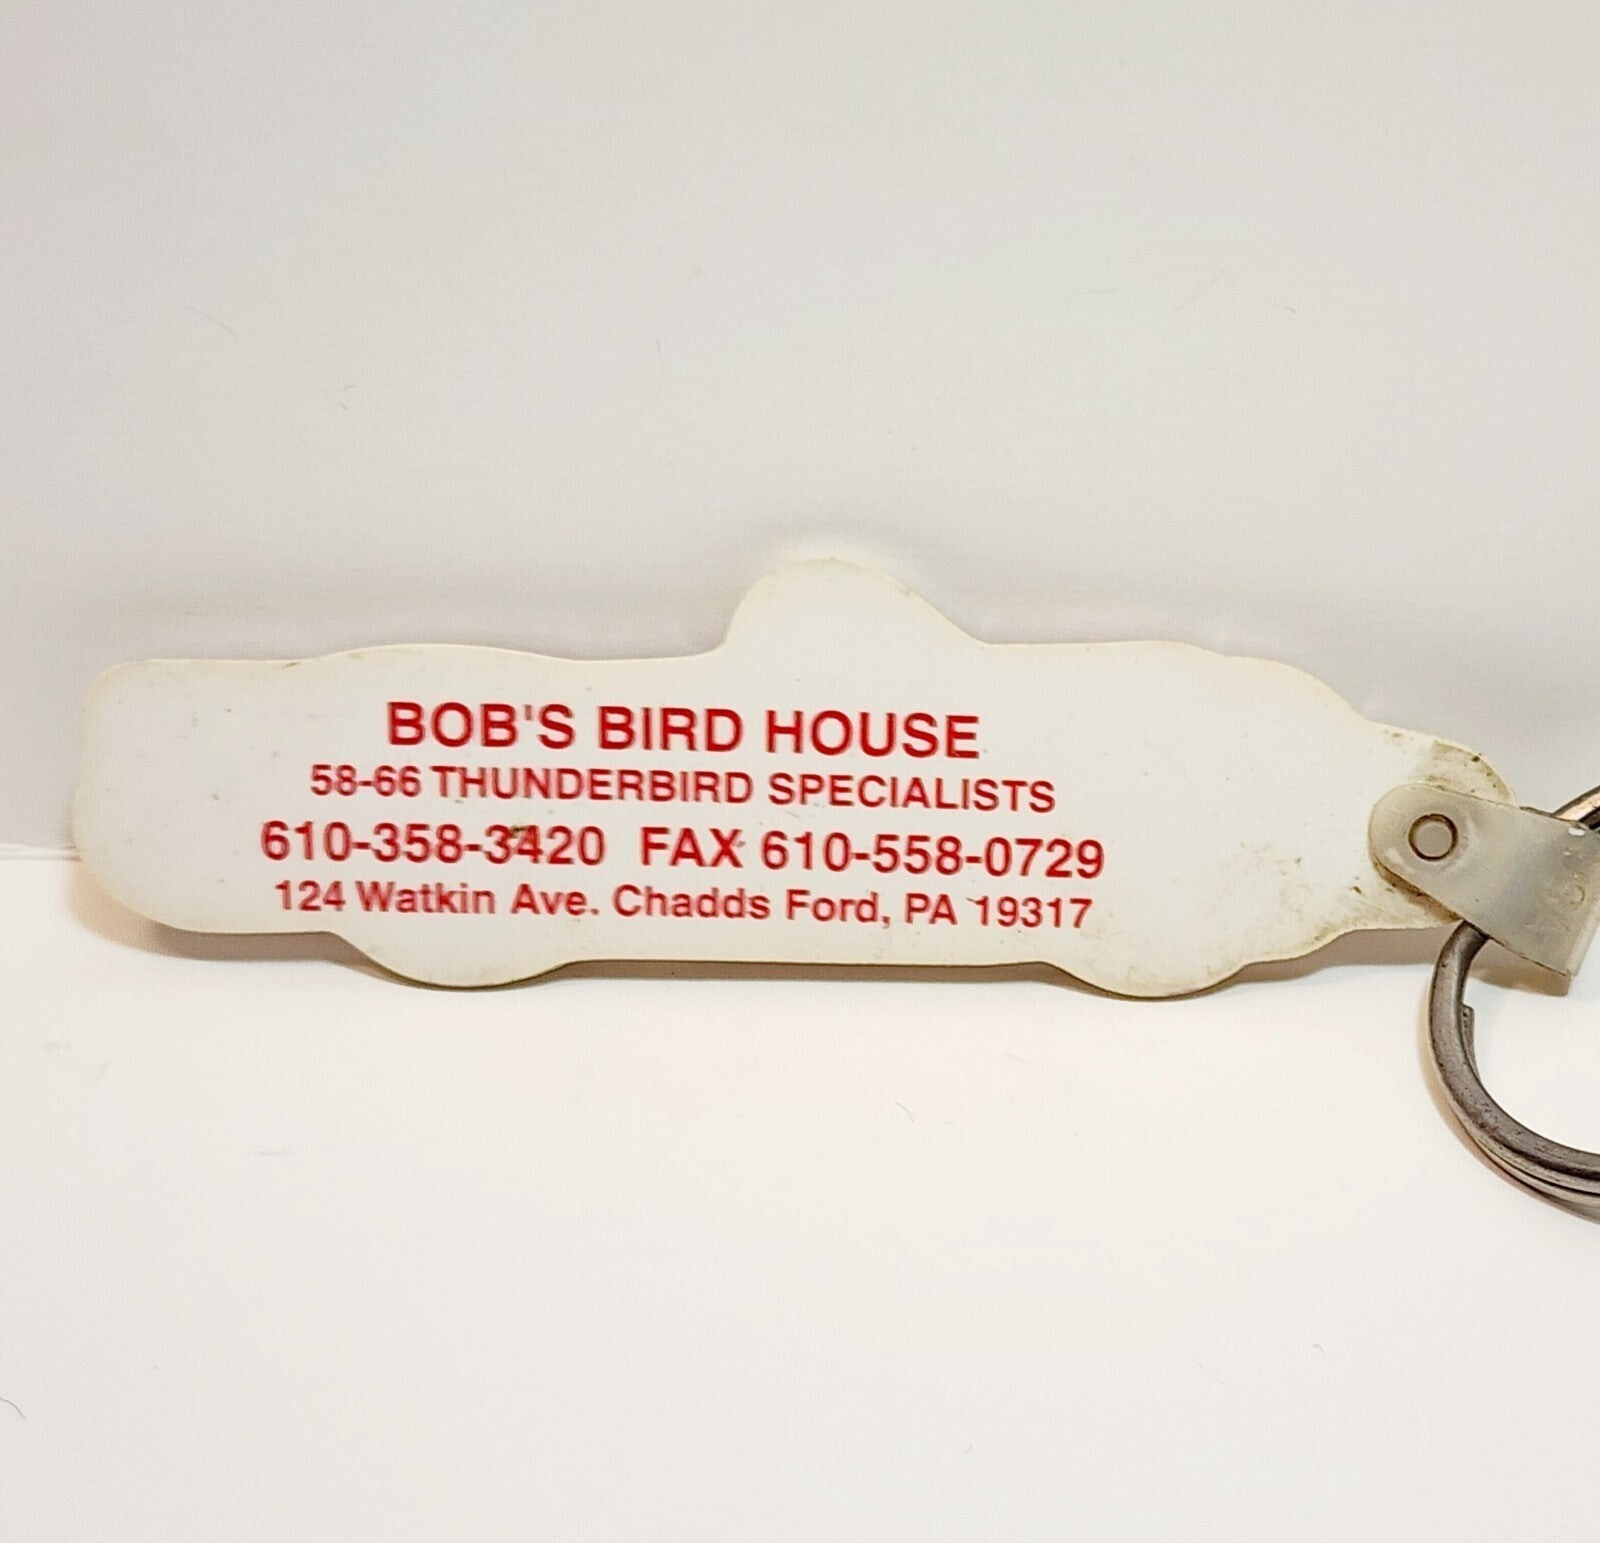 BOB'S BIRD HOUSE
58-66 THUNDERBIRD SPECIALISTS
610-358-3420 FAX 610-558-0729
124 Watkin Ave. Chadds Ford, PA 19317